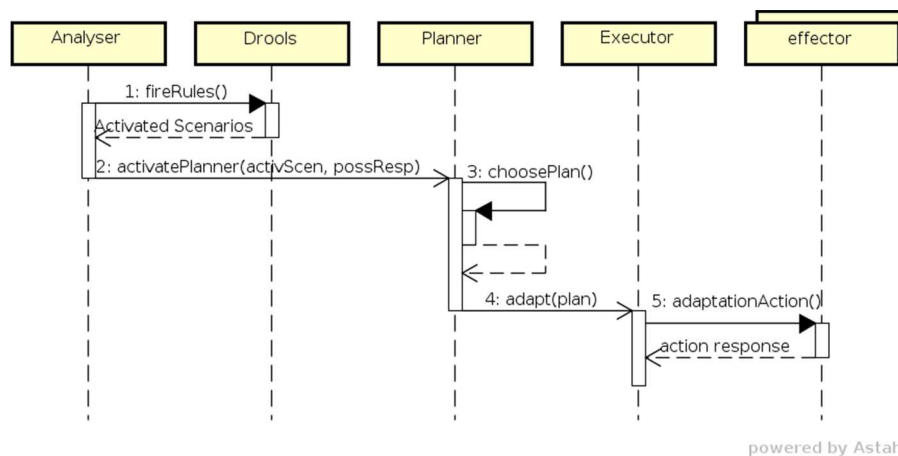 Analyser
Drools
Planner
Executor
effector
1: fireRules()
Activated Scenarios
2: activatePlanner(activScen, possResp)
3: choosePlan()
4: adapt(plan)
5: adaptationAction()
action response
powered by Astah